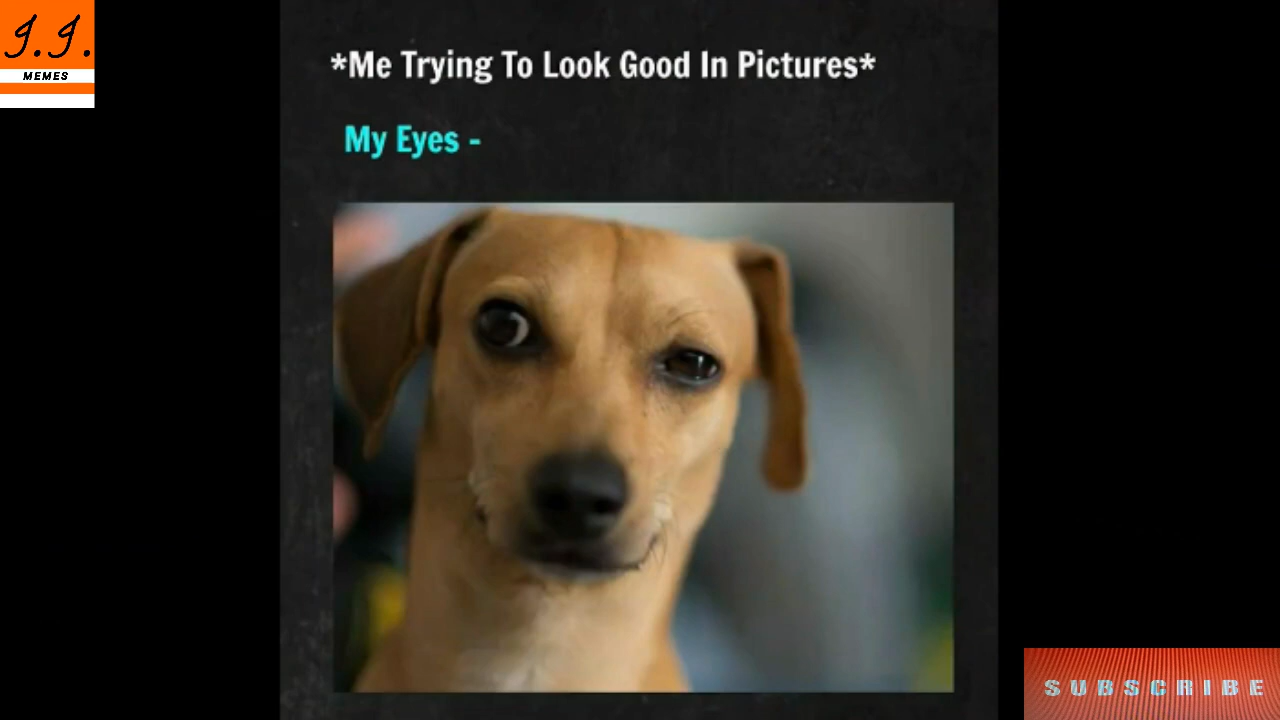 J.J.
MEMES
*Me Trying To Look Good In Pictures*
My Eyes -
SUBSCRIBE